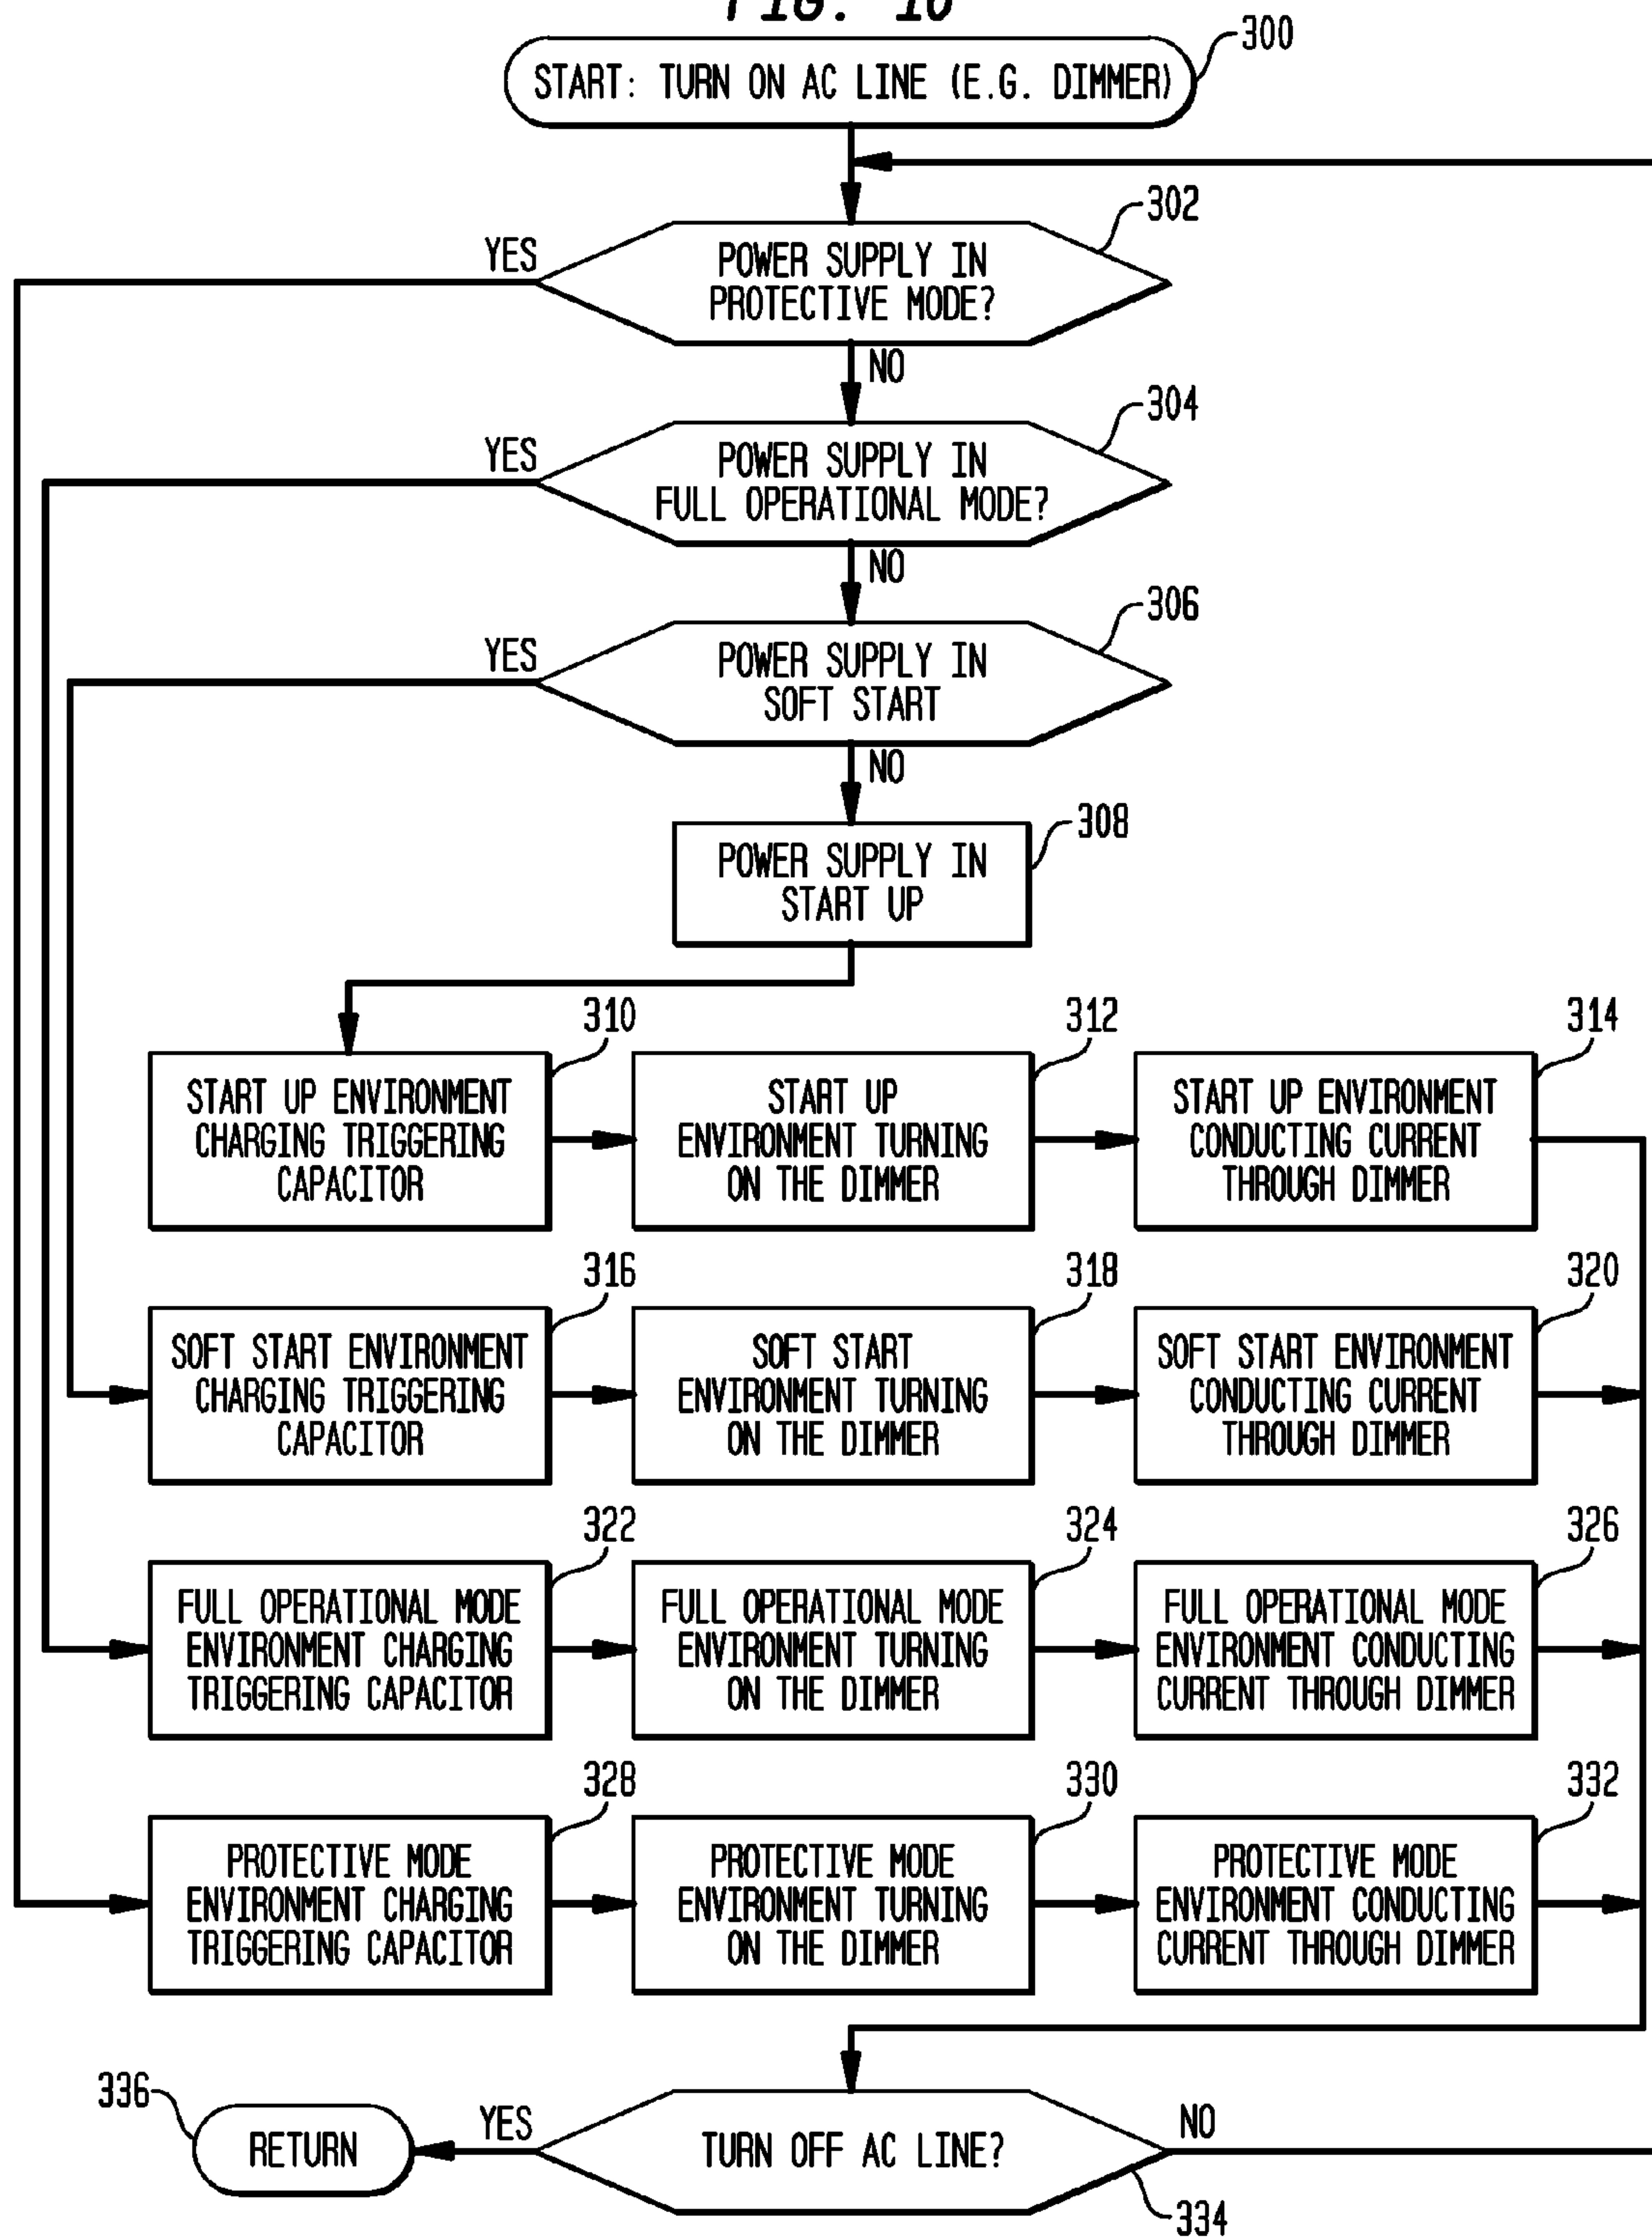 FIG. 16
300
START: TURN ON AC LINE (E.G. DIMMER)
302
YES
POWER SUPPLY IN
PROTECTIVE MODE?
NO
304
YES
POWER SUPPLY IN
FULL OPERATIONAL MODE?
NO
306
YES
POWER SUPPLY IN
SOFT START
NO
308
POWER SUPPLY IN
START UP
310
START UP ENVIRONMENT
CHARGING TRIGGERING
CAPACITOR
312
START UP
ENVIRONMENT TURNING
ON THE DIMMER
314
START UP ENVIRONMENT
CONDUCTING CURRENT
THROUGH DIMMER
316
SOFT START ENVIRONMENT
CHARGING TRIGGERING
CAPACITOR
318
SOFT START
ENVIRONMENT TURNING
ON THE DIMMER
320
SOFT START ENVIRONMENT
CONDUCTING CURRENT
THROUGH DIMMER
322
FULL OPERATIONAL MODE
ENVIRONMENT CHARGING
TRIGGERING CAPACITOR
324
FULL OPERATIONAL MODE
ENVIRONMENT TURNING
ON THE DIMMER
326
FULL OPERATIONAL MODE
ENVIRONMENT CONDUCTING
CURRENT THROUGH DIMMER
328
PROTECTIVE MODE
ENVIRONMENT CHARGING
TRIGGERING CAPACITOR
330
PROTECTIVE MODE
ENVIRONMENT TURNING
ON THE DIMMER
332
PROTECTIVE MODE
ENVIRONMENT CONDUCTING
CURRENT THROUGH DIMMER
336
RETURN
YES
TURN OFF AC LINE?
NO
334